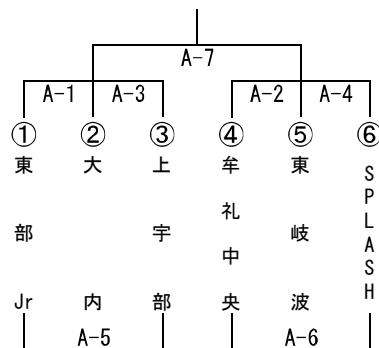 A-7
A-1 A-3 A-2 A-4
① ② ③ ④ ⑤ ⑥
東部Jr
大内
上宇部
牟礼中央
東岐波
SPLASH
A-5 A-6